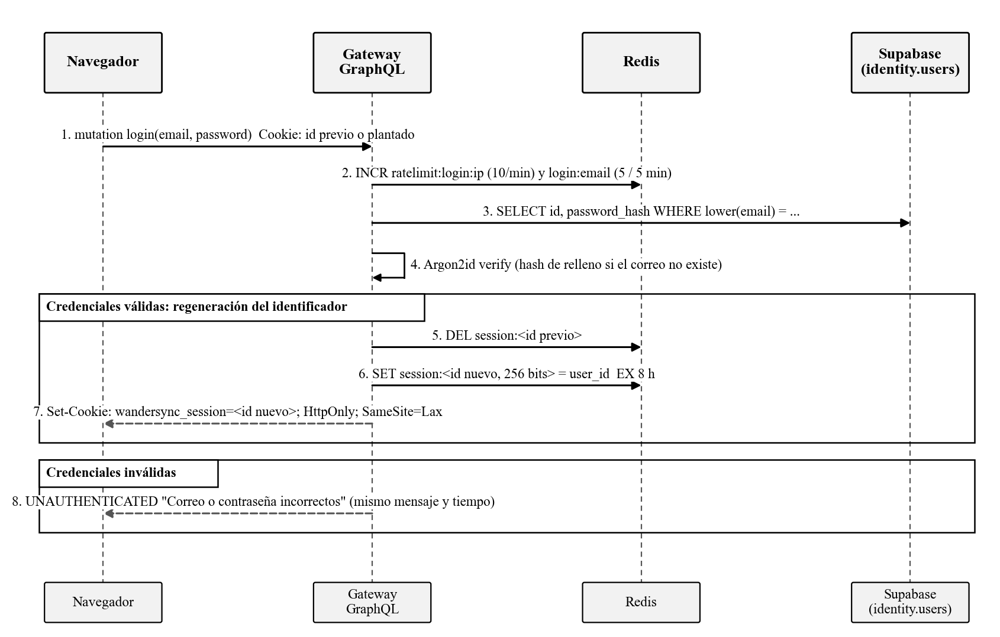 Navegador
Gateway
GraphQL
Redis
Supabase
(identity.users)
1. mutation login(email, password)  Cookie: id previo o plantado
2. INCR ratelimit:login:ip (10/min) y login:email (5 / 5 min)
3. SELECT id, password_hash WHERE lower(email) = ...
4. Argon2id verify (hash de relleno si el correo no existe)
Credenciales válidas: regeneración del identificador
5. DEL session:<id previo>
6. SET session:<id nuevo, 256 bits> = user_id  EX 8 h
7. Set-Cookie: wandersync_session=<id nuevo>; HttpOnly; SameSite=Lax
Credenciales inválidas
8. UNAUTHENTICATED "Correo o contraseña incorrectos" (mismo mensaje y tiempo)
Navegador
Gateway
GraphQL
Redis
Supabase
(identity.users)